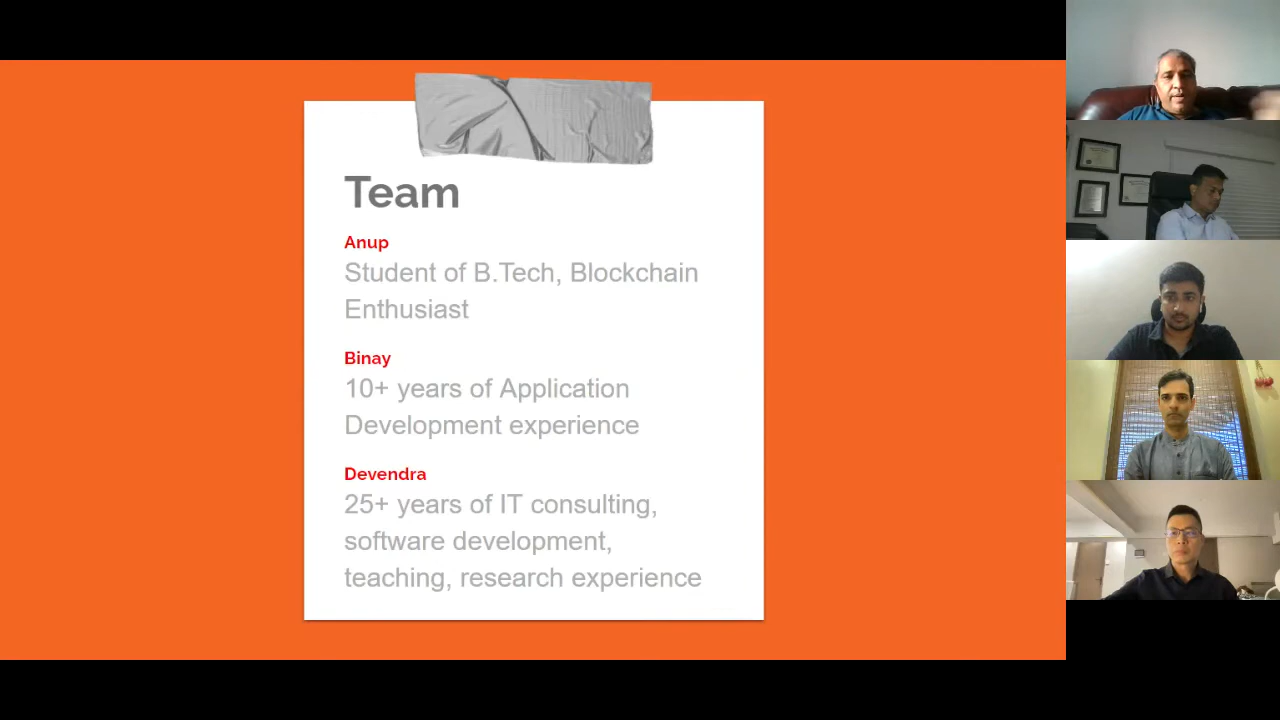 Team
Anup
Student of B.Tech, Blockchain
Enthusiast
Binay
10+ years of Application
Development experience
Devendra
25+ years of IT consulting,
software development,
teaching, research experience